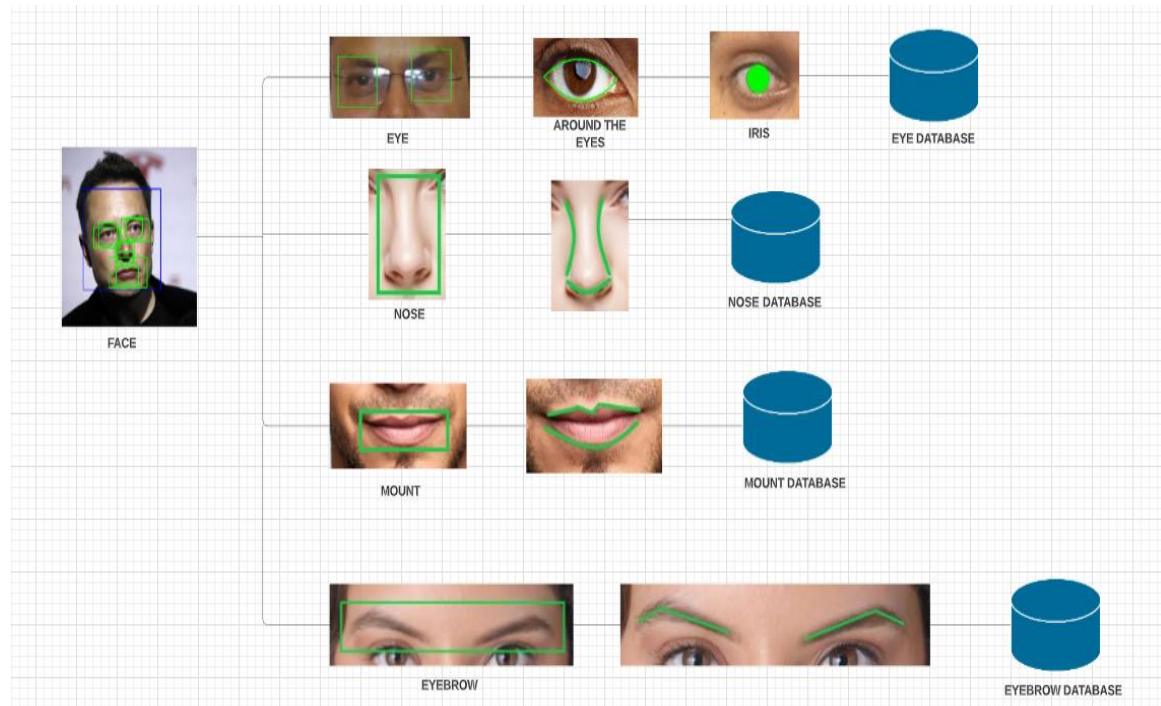 EYE
AROUND THE
EYES
IRIS
EYE DATABASE
FACE
NOSE
NOSE DATABASE
MOUNT
MOUNT DATABASE
EYEBROW
EYEBROW DATABASE